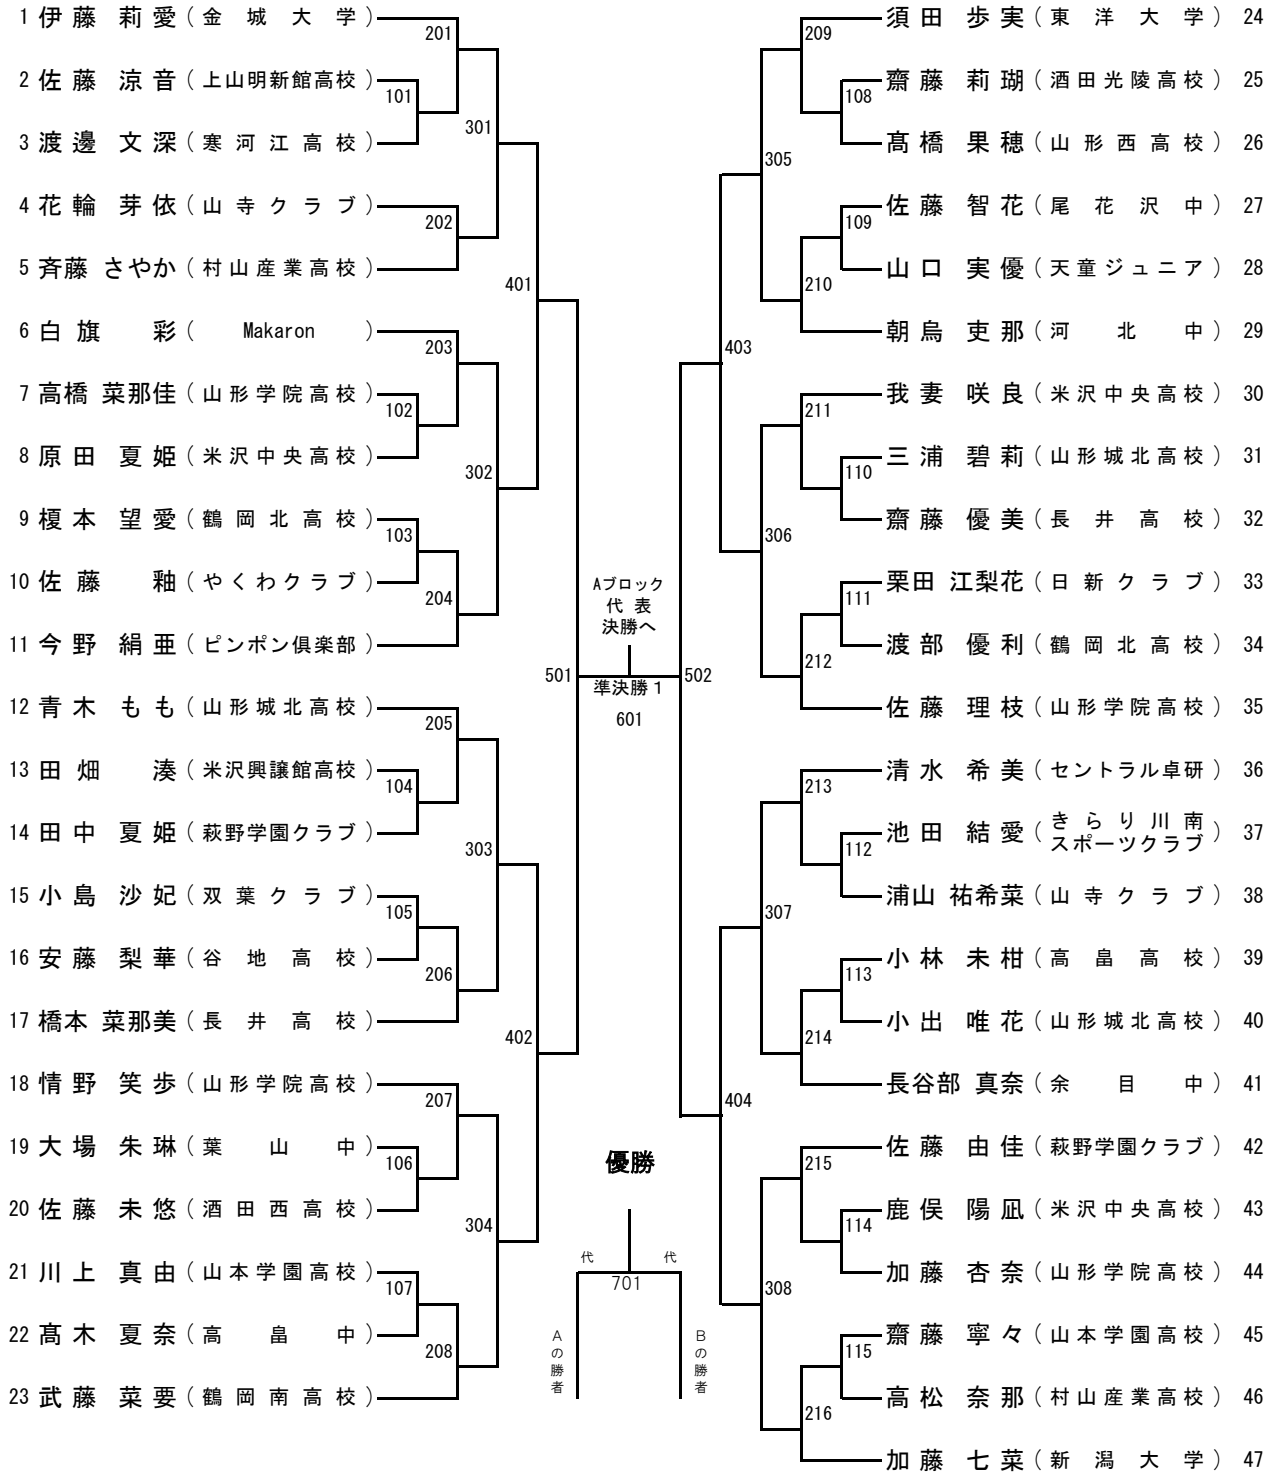 1 伊藤 莉愛 (金城大学)
201
2 佐藤 涼音 (上山明新館高校)
101
3 渡邊 文深 (寒河江高校)
301
4 花輪 芽依 (山寺クラブ)
202
5 斉藤 さやか (村山産業高校)
401
6 白旗 彩 (Makaron)
203
7 高橋 菜那佳 (山形学院高校)
102
8 原田 夏姫 (米沢中央高校)
302
9 榎本 望愛 (鶴岡北高校)
103
10 佐藤 釉 (やくわクラブ)
204
11 今野 絹亜 (ピンポン倶楽部)
501
12 青木 もも (山形城北高校)
205
13 田畑 湊 (米沢興譲館高校)
104
14 田中 夏姫 (萩野学園クラブ)
303
15 小島 沙妃 (双葉クラブ)
105
16 安藤 梨華 (谷地高校)
206
17 橋本 菜那美 (長井高校)
402
18 情野 笑歩 (山形学院高校)
207
19 大場 朱琳 (葉山中)
106
20 佐藤 未悠 (酒田西高校)
304
21 川上 真由 (山本学園高校)
107
22 髙木 夏奈 (高畠中)
208
23 武藤 菜要 (鶴岡南高校)
Aブロック
代表
決勝へ
準決勝1
601
優勝
代 代
701
Aの勝者
Bの勝者
須田 歩実 (東洋大学) 24
209
齋藤 莉瑚 (酒田光陵高校) 25
108
髙橋 果穂 (山形西高校) 26
305
佐藤 智花 (尾花沢中) 27
109
山口 実優 (天童ジュニア) 28
210
朝烏 吏那 (河北中) 29
403
我妻 咲良 (米沢中央高校) 30
211
三浦 碧莉 (山形城北高校) 31
110
齋藤 優美 (長井高校) 32
306
栗田 江梨花 (日新クラブ) 33
111
渡部 優利 (鶴岡北高校) 34
212
502
佐藤 理枝 (山形学院高校) 35
清水 希美 (セントラル卓研) 36
213
池田 結愛 (きらり川南
スポーツクラブ) 37
112
浦山 祐希菜 (山寺クラブ) 38
307
小林 未柑 (高畠高校) 39
113
小出 唯花 (山形城北高校) 40
214
長谷部 真奈 (余目中) 41
404
佐藤 由佳 (萩野学園クラブ) 42
215
鹿俣 陽凪 (米沢中央高校) 43
114
加藤 杏奈 (山形学院高校) 44
308
齋藤 寧々 (山本学園高校) 45
115
高松 奈那 (村山産業高校) 46
216
加藤 七菜 (新潟大学) 47